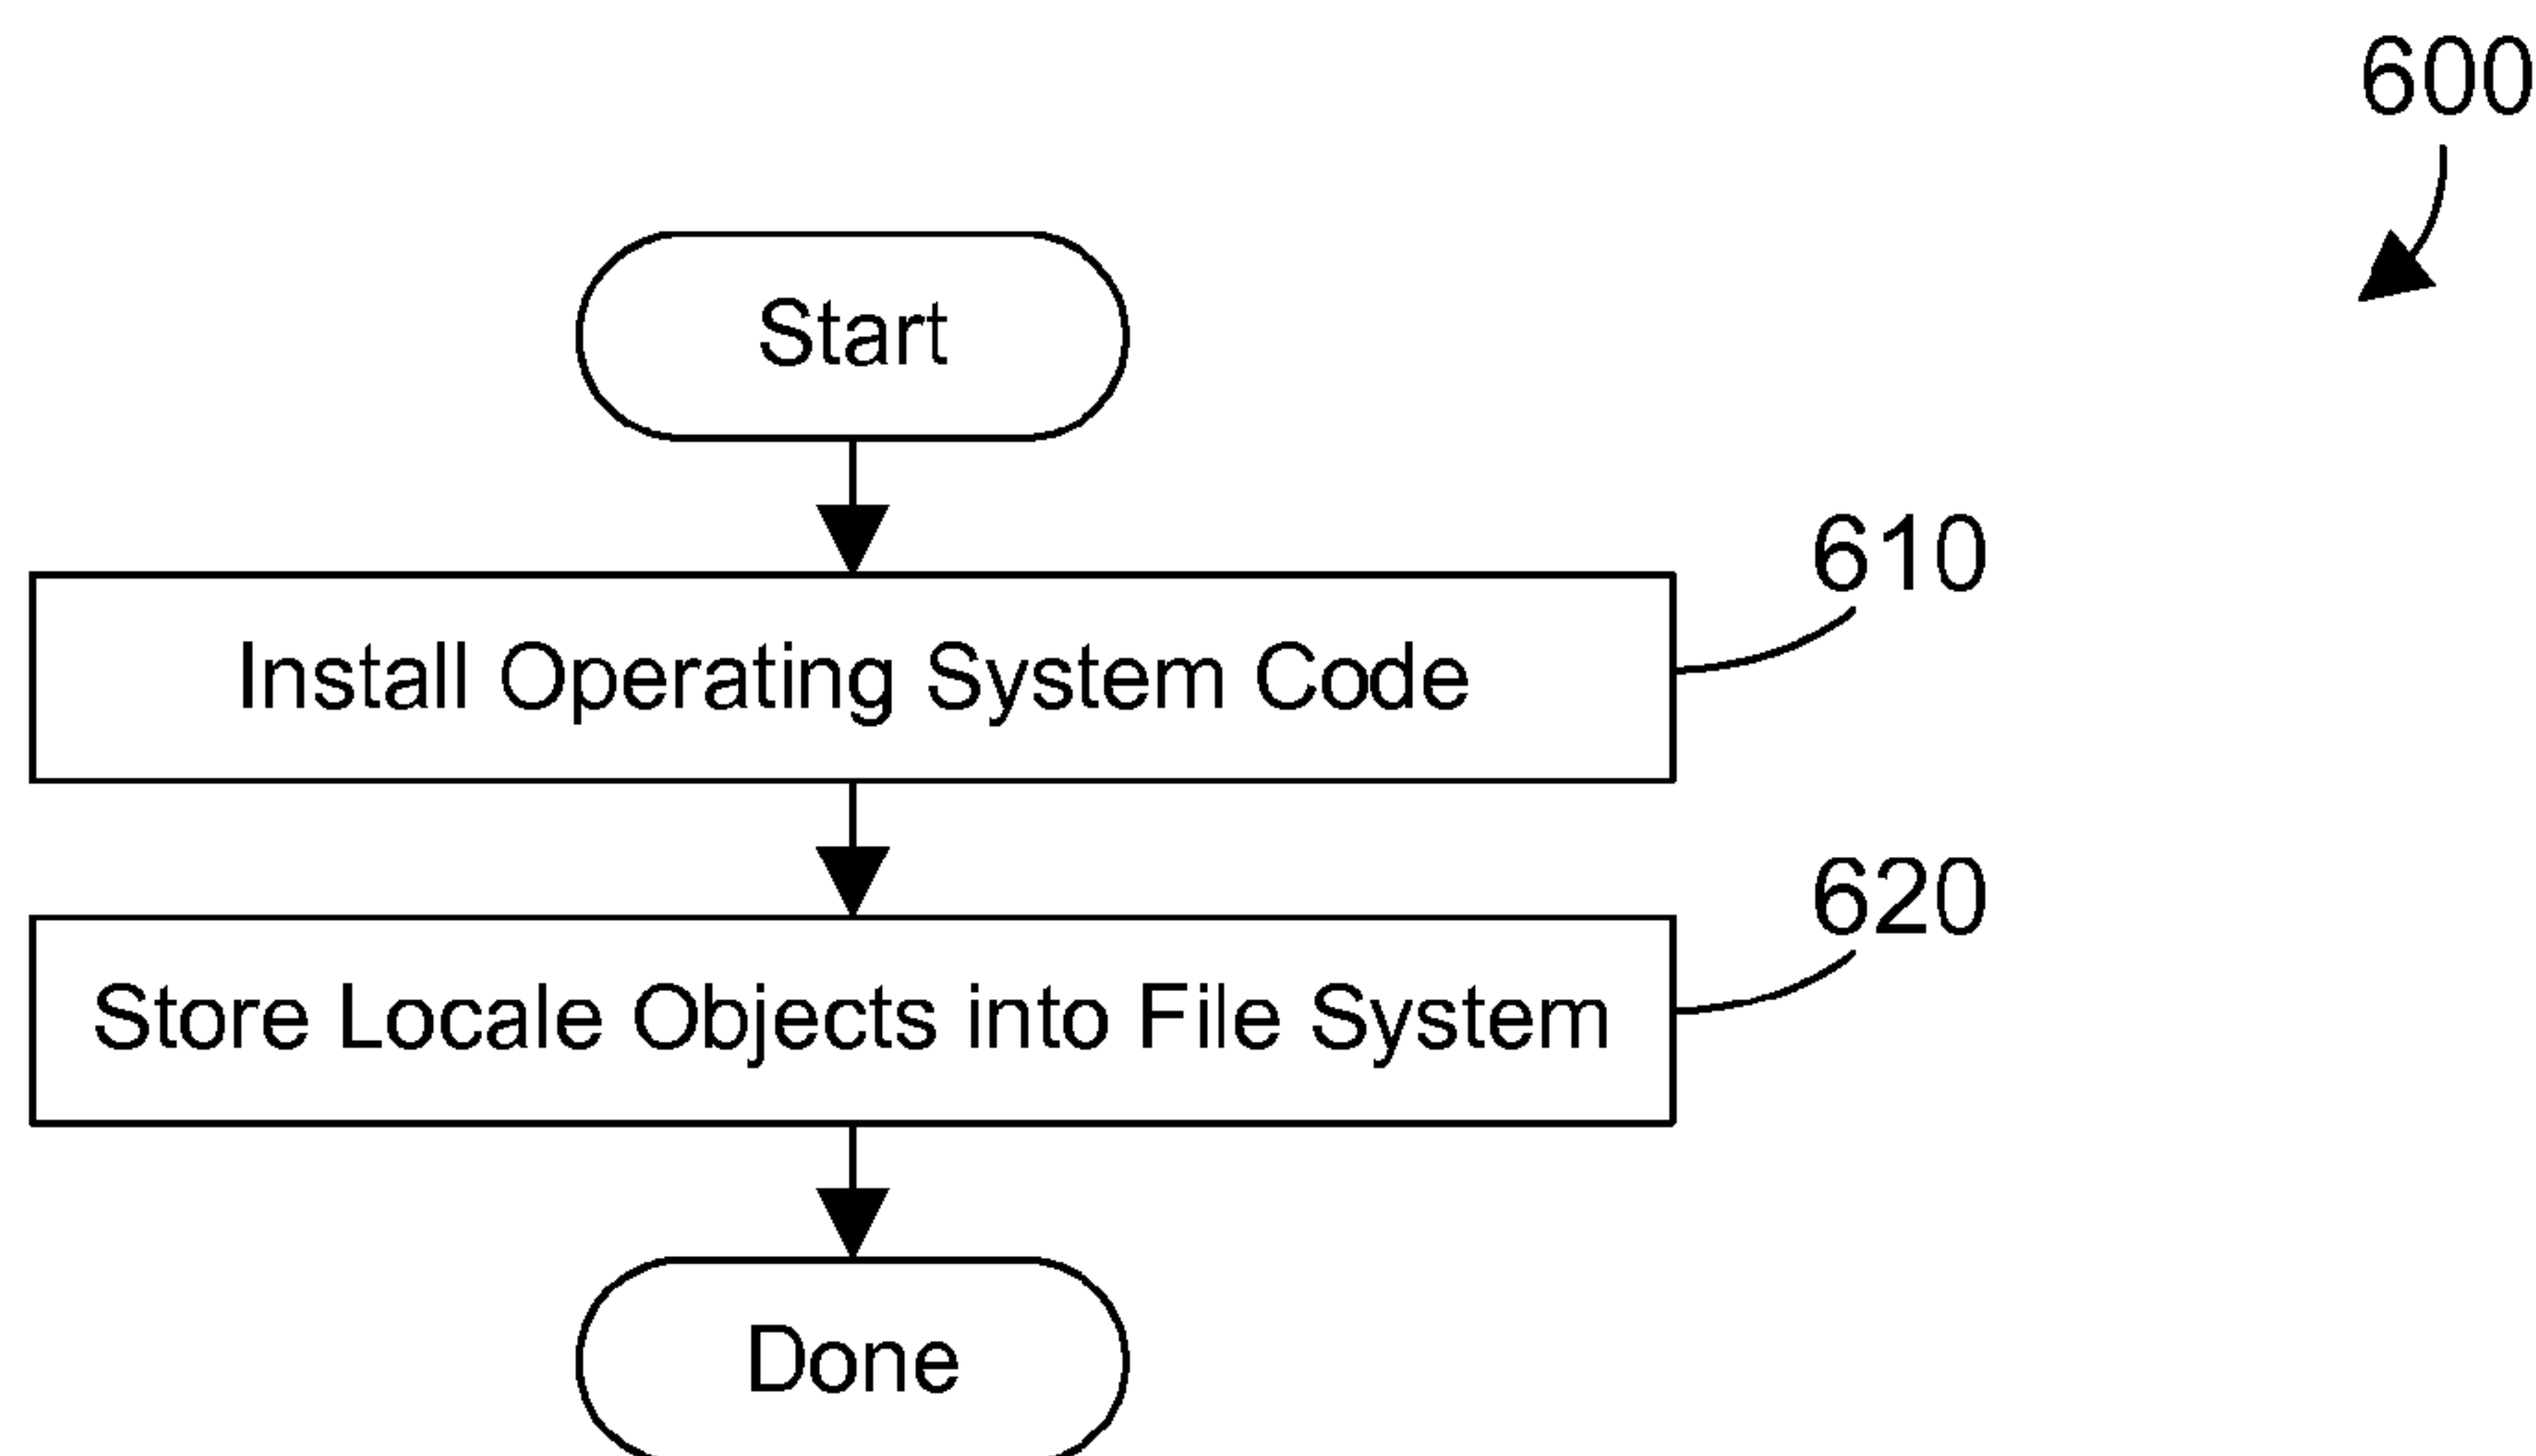 600
Start
610
Install Operating System Code
620
Store Locale Objects into File System
Done